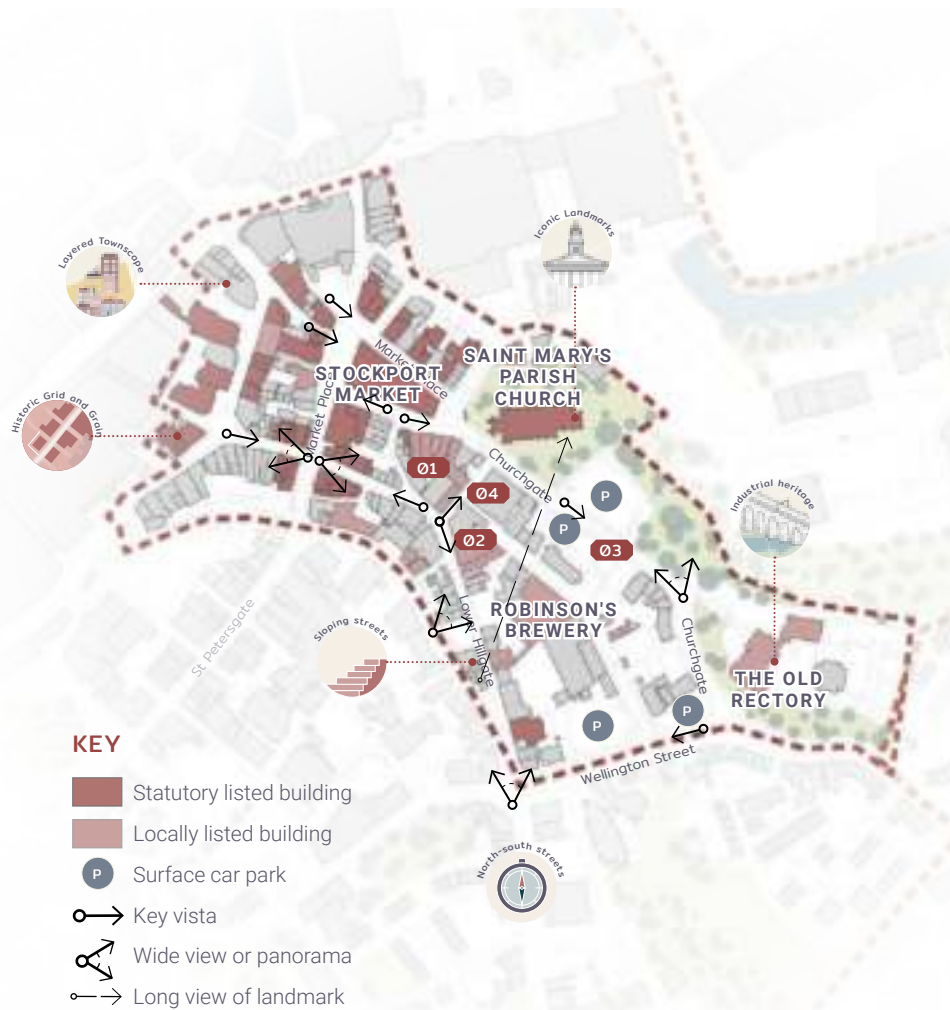 Iconic Landmarks
Layered Townscape
Market Place
SAINT MARY'S
PARISH
CHURCH
STOCKPORT
MARKET
Market Place
Historic Grid and Grain
Churchgate
01
04
P
P
02
03
Industrial heritage
ROBINSON'S
BREWERY
Lower Hillgate
St Petersgate
Sloping streets
Churchgate
THE OLD
RECTORY
P
P
Wellington Street
North-south streets
KEY
Statutory listed building
Locally listed building
P
Surface car park
Key vista
Wide view or panorama
Long view of landmark